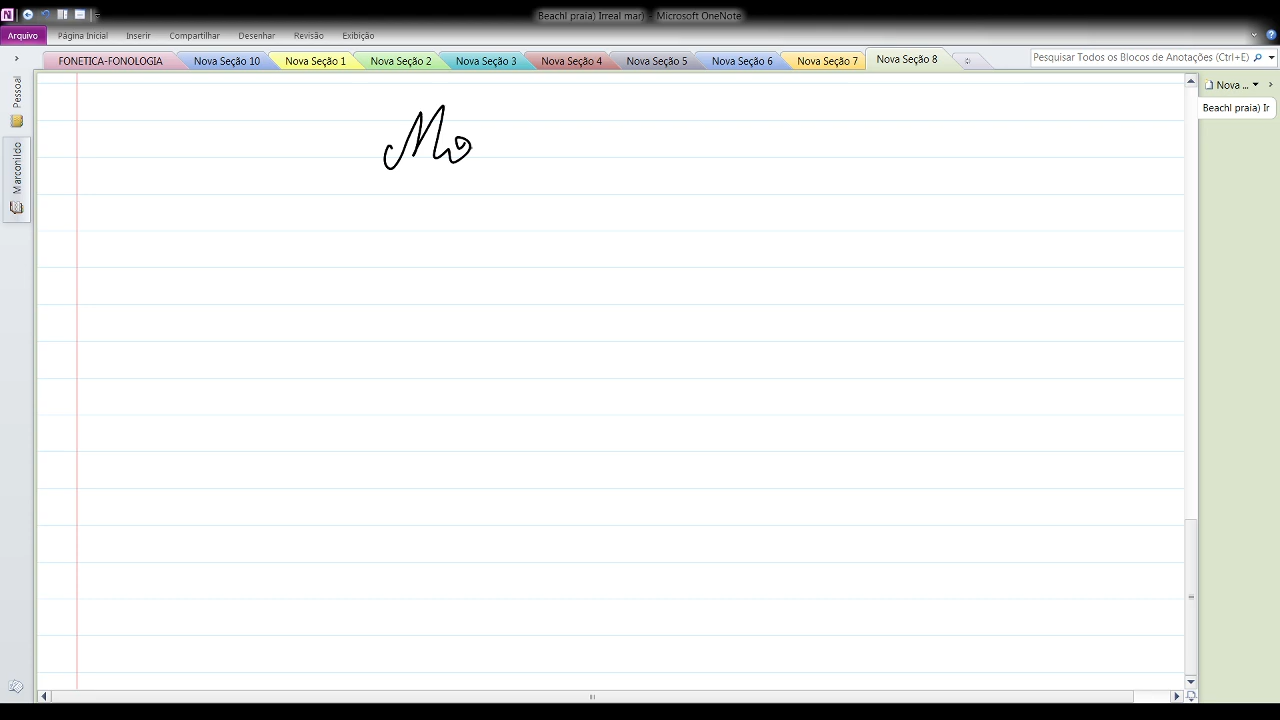 Beachl praia) Irreal mar) - Microsoft OneNote
Arquivo Página Inicial Inserir Compartilhar Desenhar Revisão Exibição
FONETICA-FONOLOGIA Nova Seção 10 Nova Seção 1 Nova Seção 2 Nova Seção 3 Nova Seção 4 Nova Seção 5 Nova Seção 6 Nova Seção 7 Nova Seção 8
Pesquisar Todos os Blocos de Anotações (Ctrl+E)
Nova ...
Beachl praia) Ir
Pessoal
Marconildo
Mo